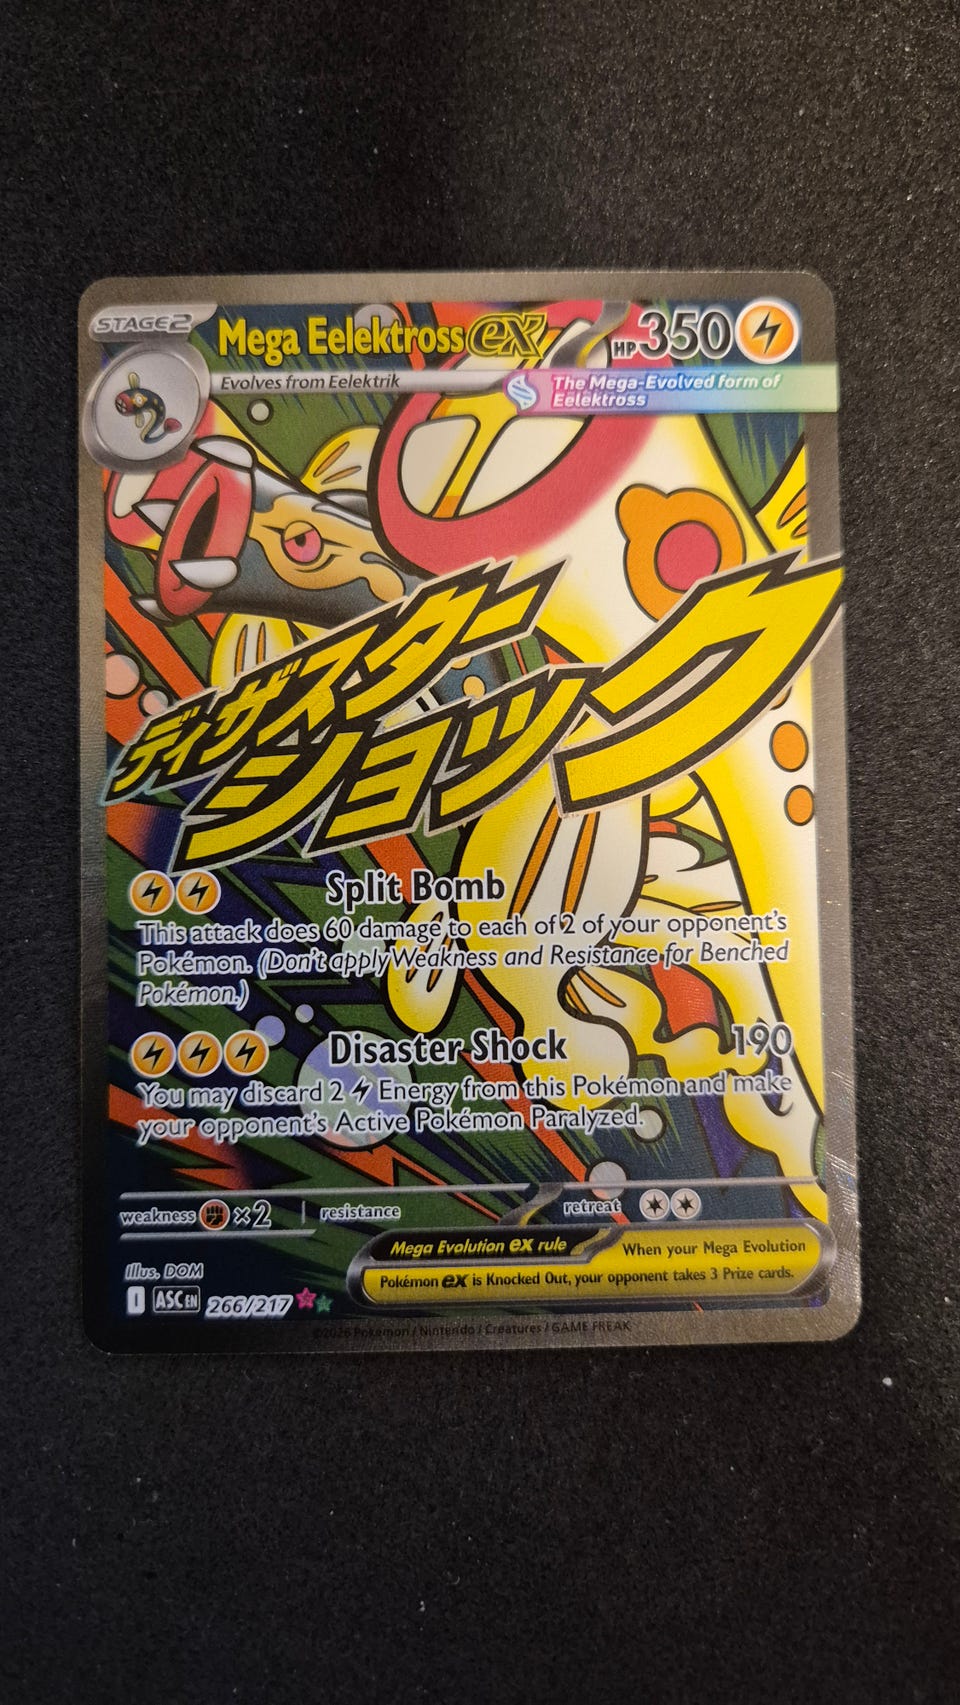 STAGE2
Mega Eelektross ex
HP 350
Evolves from Eelektrik
The Mega-Evolved form of
Eelektross
ディザスター
ショック
Split Bomb
This attack does 60 damage to each of 2 of your opponent's
Pokémon. (Don't apply Weakness and Resistance for Benched
Pokémon.)
Disaster Shock 190
You may discard 2 Energy from this Pokémon and make
your opponent's Active Pokémon Paralyzed.
weakness ×2 resistance retreat
Mega Evolution ex rule When your Mega Evolution
Pokémon ex is Knocked Out, your opponent takes 3 Prize cards.
Illus. DOM
I ASC EN 266/217
©2026 Pokémon / Nintendo / Creatures / GAME FREAK